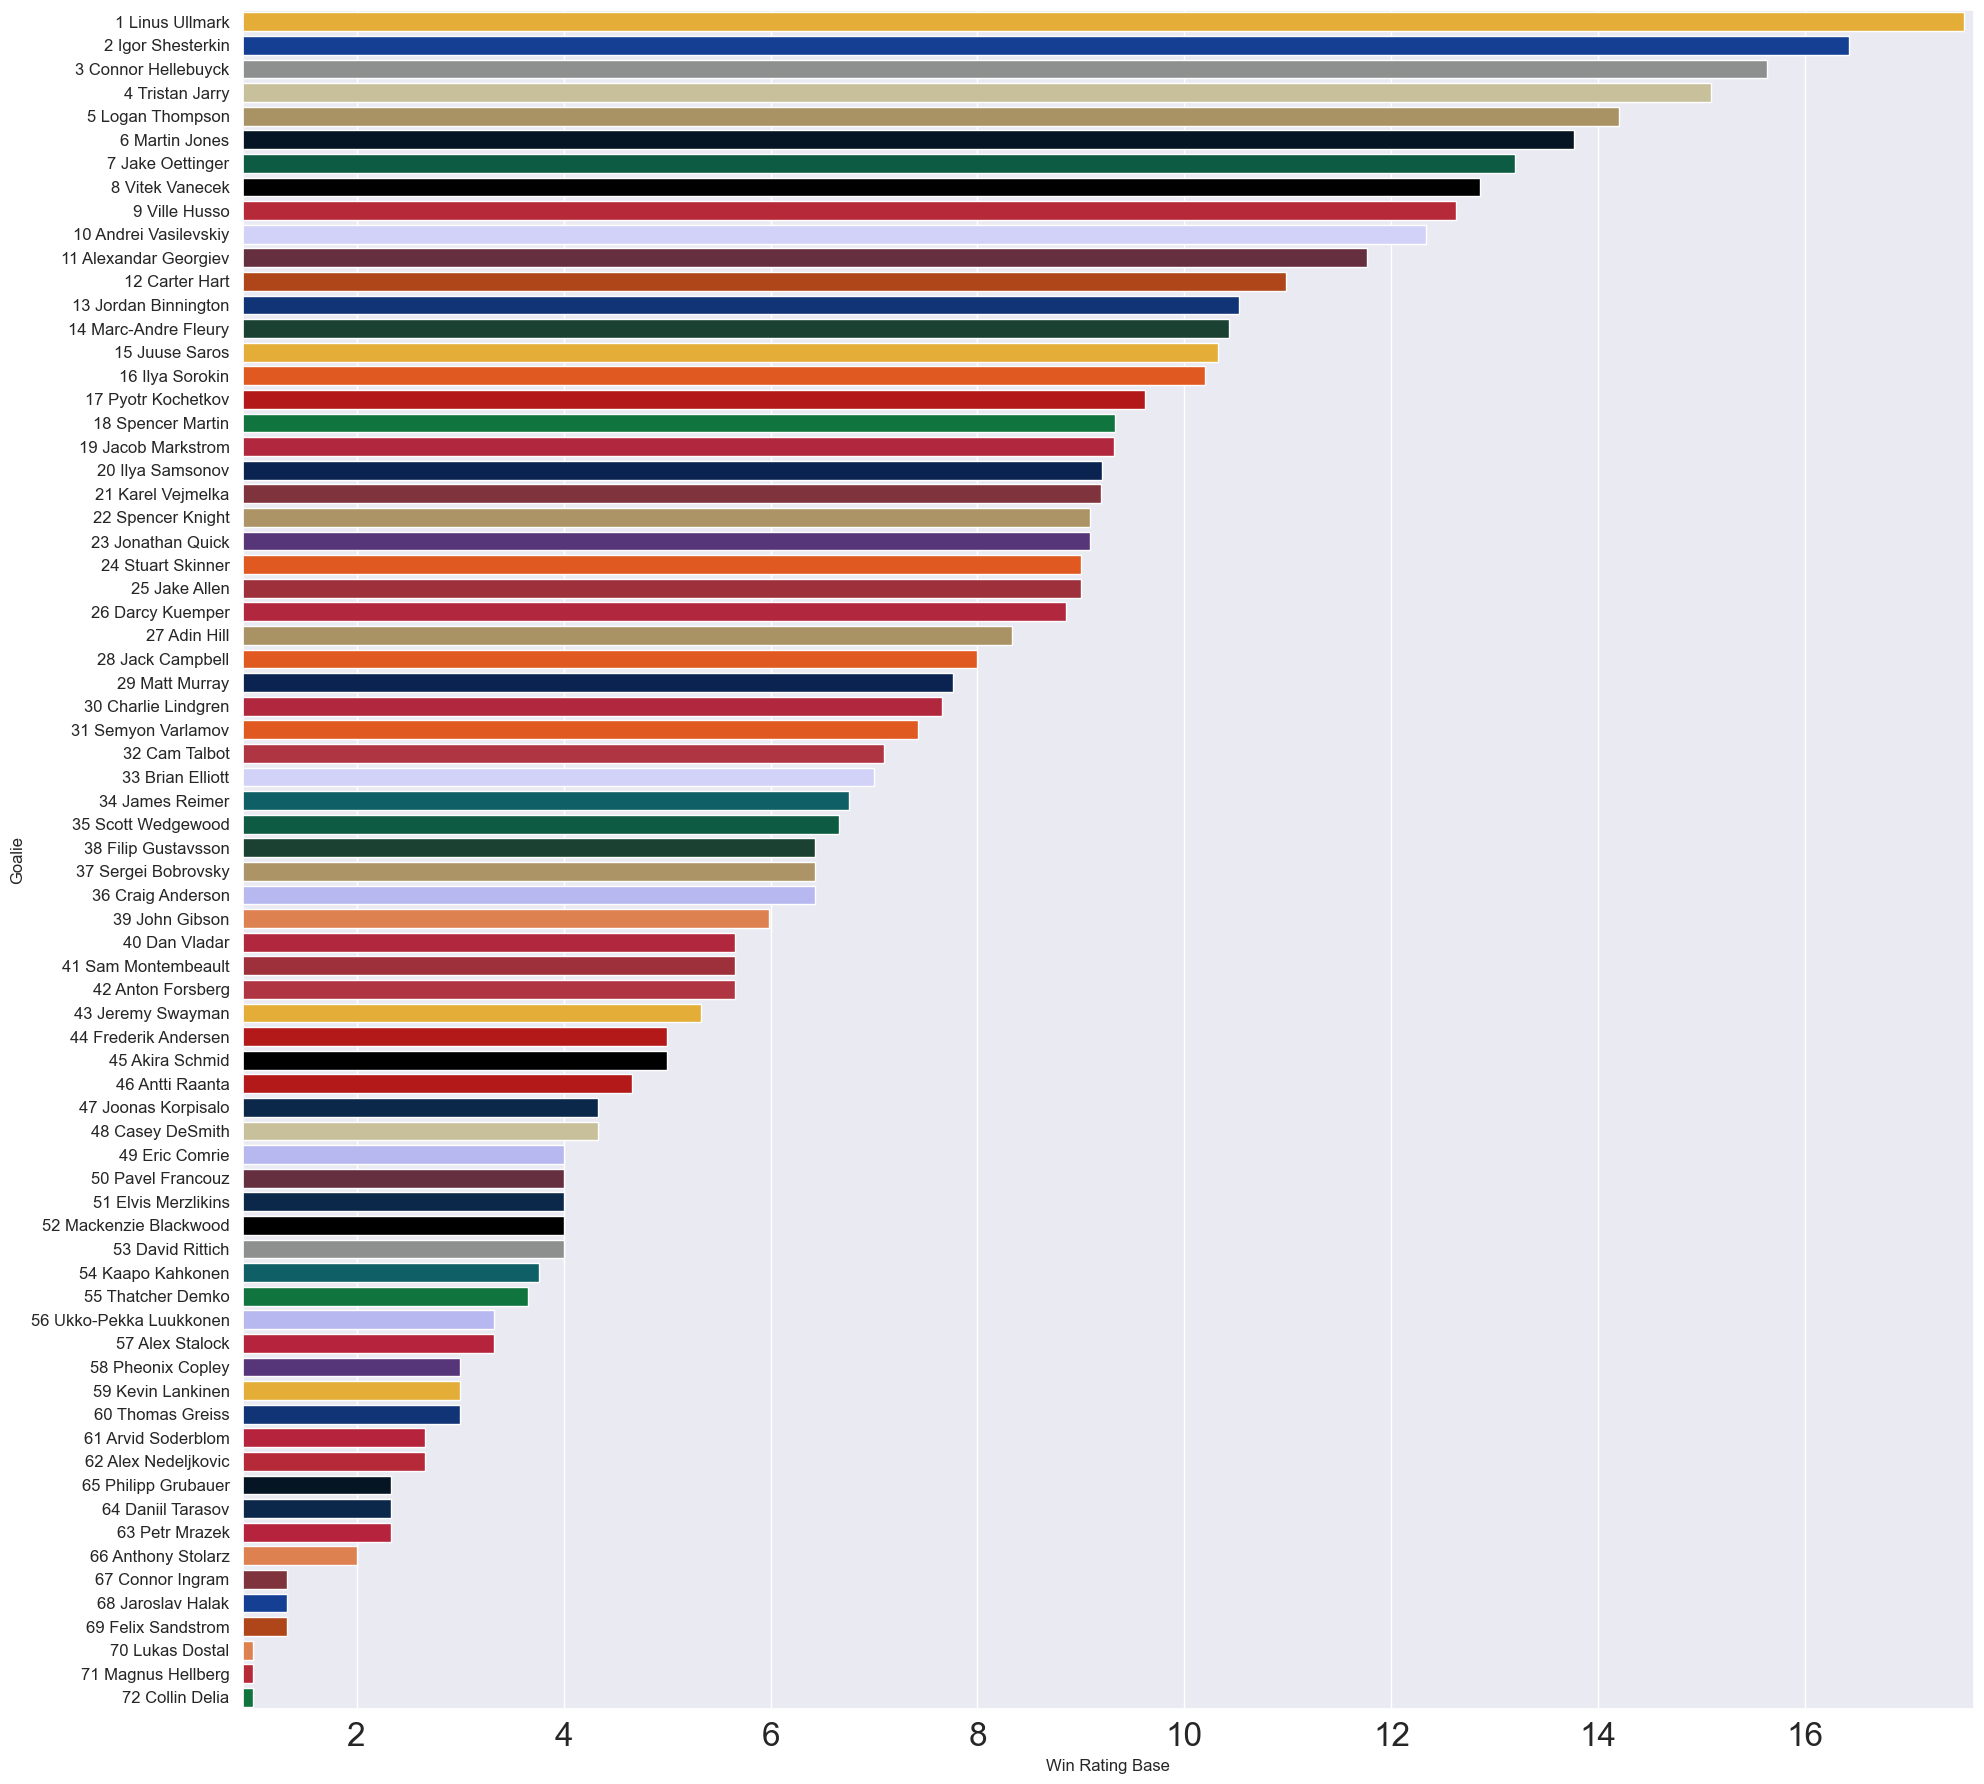 1 Linus Ullmark
2 Igor Shesterkin
3 Connor Hellebuyck
4 Tristan Jarry
5 Logan Thompson
6 Martin Jones
7 Jake Oettinger
8 Vitek Vanecek
9 Ville Husso
10 Andrei Vasilevskiy
11 Alexandar Georgiev
12 Carter Hart
13 Jordan Binnington
14 Marc-Andre Fleury
15 Juuse Saros
16 Ilya Sorokin
17 Pyotr Kochetkov
18 Spencer Martin
19 Jacob Markstrom
20 Ilya Samsonov
21 Karel Vejmelka
22 Spencer Knight
23 Jonathan Quick
24 Stuart Skinner
25 Jake Allen
26 Darcy Kuemper
27 Adin Hill
28 Jack Campbell
29 Matt Murray
30 Charlie Lindgren
31 Semyon Varlamov
32 Cam Talbot
33 Brian Elliott
34 James Reimer
35 Scott Wedgewood
38 Filip Gustavsson
37 Sergei Bobrovsky
36 Craig Anderson
39 John Gibson
40 Dan Vladar
41 Sam Montembeault
42 Anton Forsberg
43 Jeremy Swayman
44 Frederik Andersen
45 Akira Schmid
46 Antti Raanta
47 Joonas Korpisalo
48 Casey DeSmith
49 Eric Comrie
50 Pavel Francouz
51 Elvis Merzlikins
52 Mackenzie Blackwood
53 David Rittich
54 Kaapo Kahkonen
55 Thatcher Demko
56 Ukko-Pekka Luukkonen
57 Alex Stalock
58 Pheonix Copley
59 Kevin Lankinen
60 Thomas Greiss
61 Arvid Soderblom
62 Alex Nedeljkovic
65 Philipp Grubauer
64 Daniil Tarasov
63 Petr Mrazek
66 Anthony Stolarz
67 Connor Ingram
68 Jaroslav Halak
69 Felix Sandstrom
70 Lukas Dostal
71 Magnus Hellberg
72 Collin Delia
Goalie
2 4 6 8 10 12 14 16
Win Rating Base